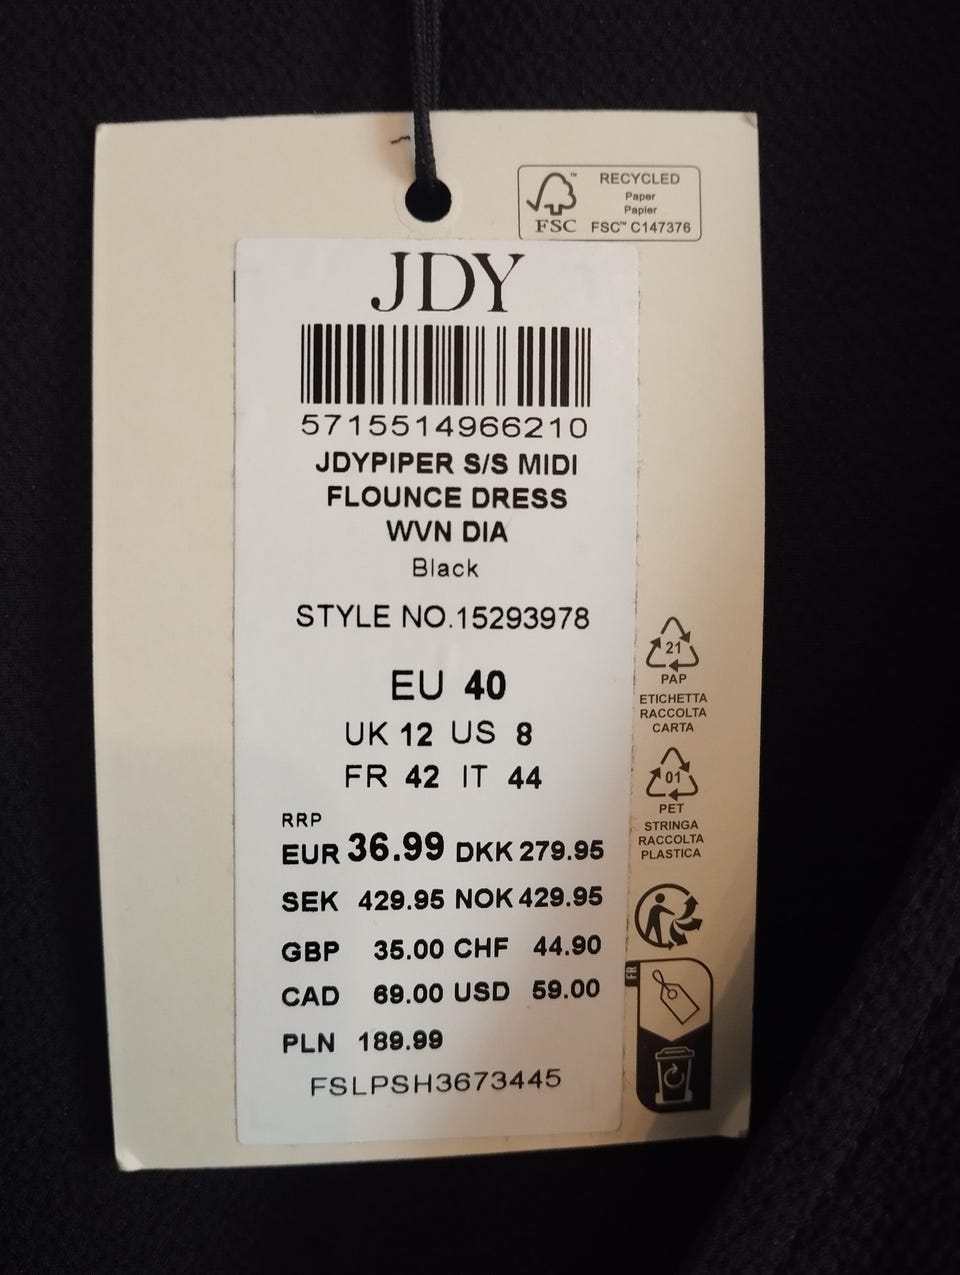 RECYCLED
Paper
Papier
FSC™ C147376
FSC
JDY
5715514966210
JDYPIPER S/S MIDI
FLOUNCE DRESS
WVN DIA
Black
STYLE NO.15293978
EU 40
UK 12 US 8
FR 42 IT 44
RRP
EUR 36.99 DKK 279.95
SEK 429.95 NOK 429.95
GBP 35.00 CHF 44.90
CAD 69.00 USD 59.00
PLN 189.99
FSLPSH3673445
21
PAP
ETICHETTA
RACCOLTA
CARTA
01
PET
STRINGA
RACCOLTA
PLASTICA
FR